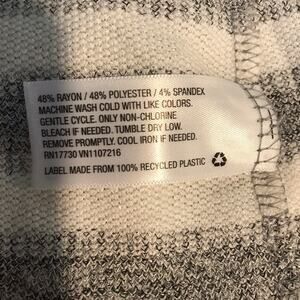 48% RAYON / 48% POLYESTER / 4% SPANDEX
MACHINE WASH COLD WITH LIKE COLORS.
GENTLE CYCLE. ONLY NON-CHLORINE
BLEACH IF NEEDED. TUMBLE DRY LOW.
REMOVE PROMPTLY. COOL IRON IF NEEDED.
RN17730 VN1107216
LABEL MADE FROM 100% RECYCLED PLASTIC